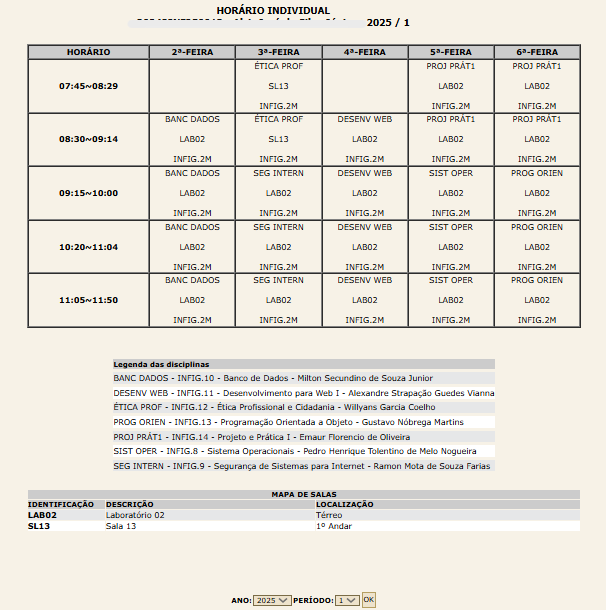 HORÁRIO INDIVIDUAL
2025 / 1
HORÁRIO 2ª-FEIRA 3ª-FEIRA 4ª-FEIRA 5ª-FEIRA 6ª-FEIRA
ÉTICA PROF PROJ PRÁT1 PROJ PRÁT1
07:45~08:29 SL13 LAB02 LAB02
INFIG.2M INFIG.2M INFIG.2M
BANC DADOS ÉTICA PROF DESENV WEB PROJ PRÁT1 PROJ PRÁT1
08:30~09:14 LAB02 SL13 LAB02 LAB02 LAB02
INFIG.2M INFIG.2M INFIG.2M INFIG.2M INFIG.2M
BANC DADOS SEG INTERN DESENV WEB SIST OPER PROG ORIEN
09:15~10:00 LAB02 LAB02 LAB02 LAB02 LAB02
INFIG.2M INFIG.2M INFIG.2M INFIG.2M INFIG.2M
BANC DADOS SEG INTERN DESENV WEB SIST OPER PROG ORIEN
10:20~11:04 LAB02 LAB02 LAB02 LAB02 LAB02
INFIG.2M INFIG.2M INFIG.2M INFIG.2M INFIG.2M
BANC DADOS SEG INTERN DESENV WEB SIST OPER PROG ORIEN
11:05~11:50 LAB02 LAB02 LAB02 LAB02 LAB02
INFIG.2M INFIG.2M INFIG.2M INFIG.2M INFIG.2M
Legenda das disciplinas
BANC DADOS - INFIG.10 - Banco de Dados - Milton Secundino de Souza Junior
DESENV WEB - INFIG.11 - Desenvolvimento para Web I - Alexandre Strapação Guedes Vianna
ÉTICA PROF - INFIG.12 - Ética Profissional e Cidadania - Willyans Garcia Coelho
PROG ORIEN - INFIG.13 - Programação Orientada a Objeto - Gustavo Nóbrega Martins
PROJ PRÁT1 - INFIG.14 - Projeto e Prática I - Emaur Florencio de Oliveira
SIST OPER - INFIG.8 - Sistema Operacionais - Pedro Henrique Tolentino de Melo Nogueira
SEG INTERN - INFIG.9 - Segurança de Sistemas para Internet - Ramon Mota de Souza Farias
MAPA DE SALAS
IDENTIFICAÇÃO DESCRIÇÃO LOCALIZAÇÃO
LAB02 Laboratório 02 Térreo
SL13 Sala 13 1º Andar
ANO: 2025 PERÍODO: 1 OK